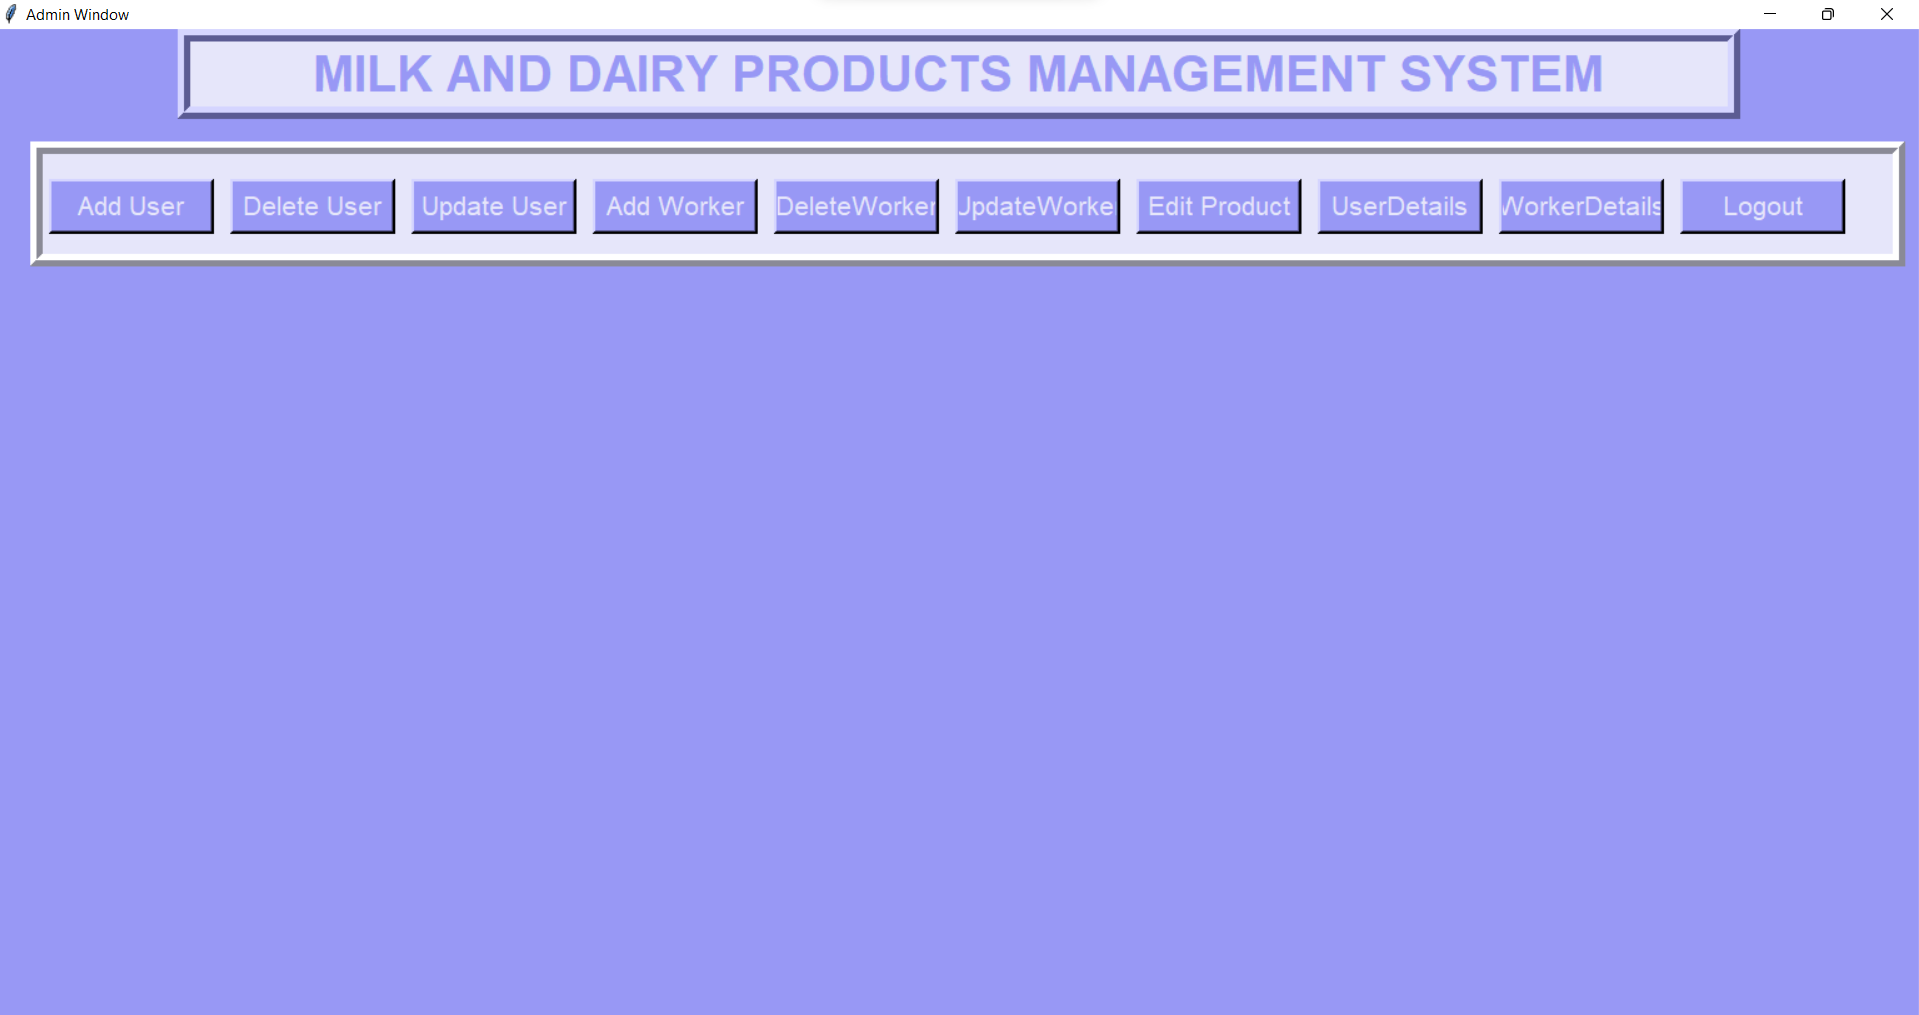 Admin Window
MILK AND DAIRY PRODUCTS MANAGEMENT SYSTEM
Add User Delete User Update User Add Worker DeleteWorker UpdateWorke Edit Product UserDetails WorkerDetails Logout